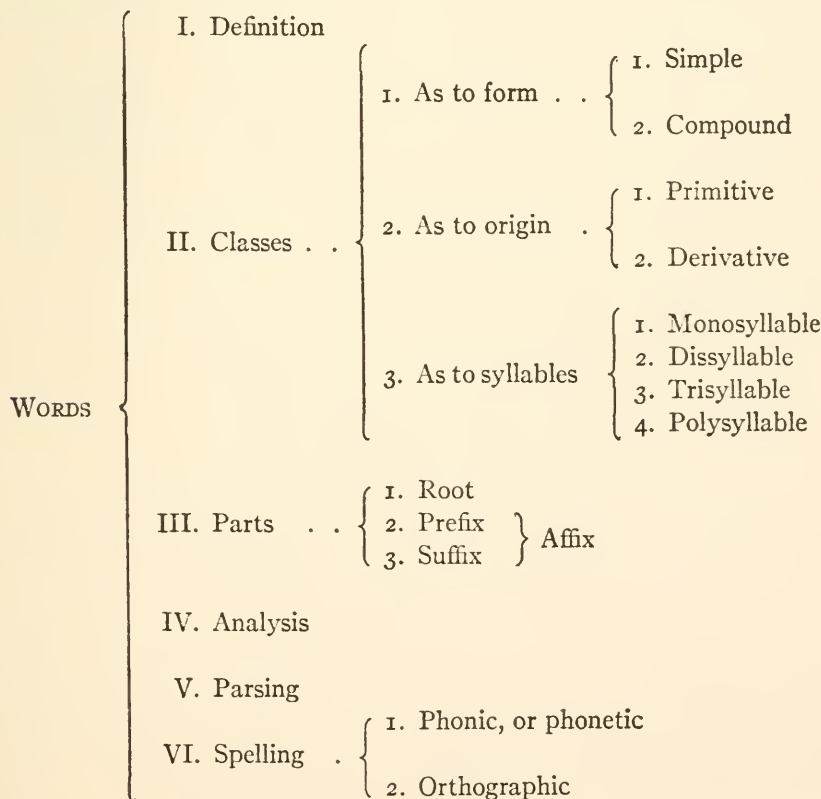 I. Definition
1. Simple
1. As to form . .
2. Compound
1. Primitive
II. Classes . .
2. As to origin .
2. Derivative
1. Monosyllable
2. Dissyllable
3. As to syllables
WORDS
3. Trisyllable
4. Polysyllable
1. Root
III. Parts . .
2. Prefix
Affix
3. Suffix
IV. Analysis
V. Parsing
1. Phonic, or phonetic
VI. Spelling .
2. Orthographic